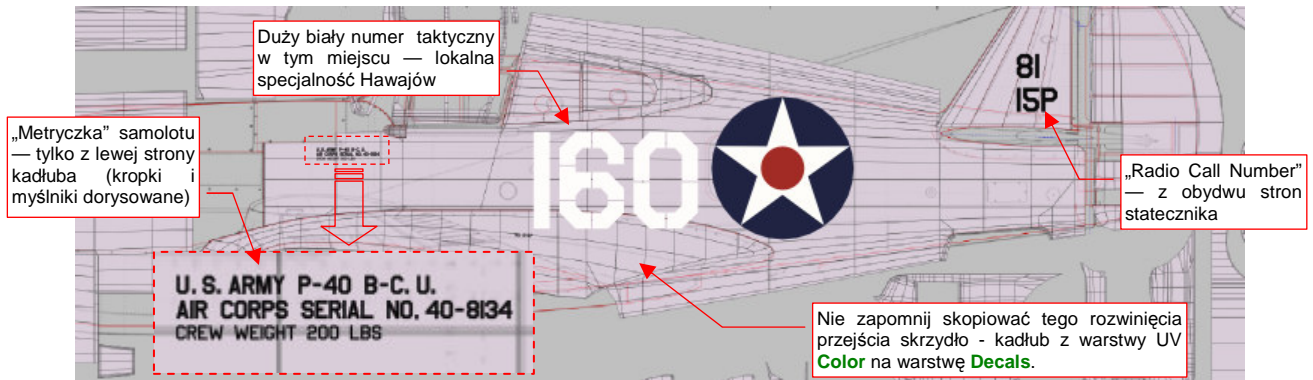 Duży biały numer taktyczny
w tym miejscu — lokalna
specjalność Hawajów
81
15P
„Metryczka” samolotu
— tylko z lewej strony
kadłuba (kropki i
myślniki dorysowane)
160
„Radio Call Number”
— z obydwu stron
statecznika
U.S. ARMY P-40 B-C.U.
AIR CORPS SERIAL NO. 40-8134
CREW WEIGHT 200 LBS
Nie zapomnij skopiować tego rozwinięcia
przejścia skrzydło - kadłub z warstwy UV
Color na warstwę Decals.